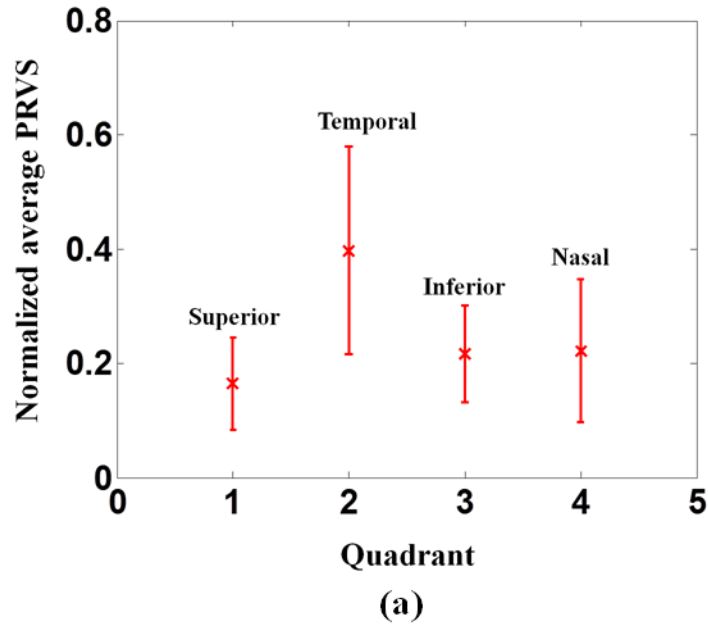 0.8
0.6
0.4
0.2
0
Normalized average PRVS
Temporal
Nasal
Inferior
Superior
0 1 2 3 4 5
Quadrant
(a)